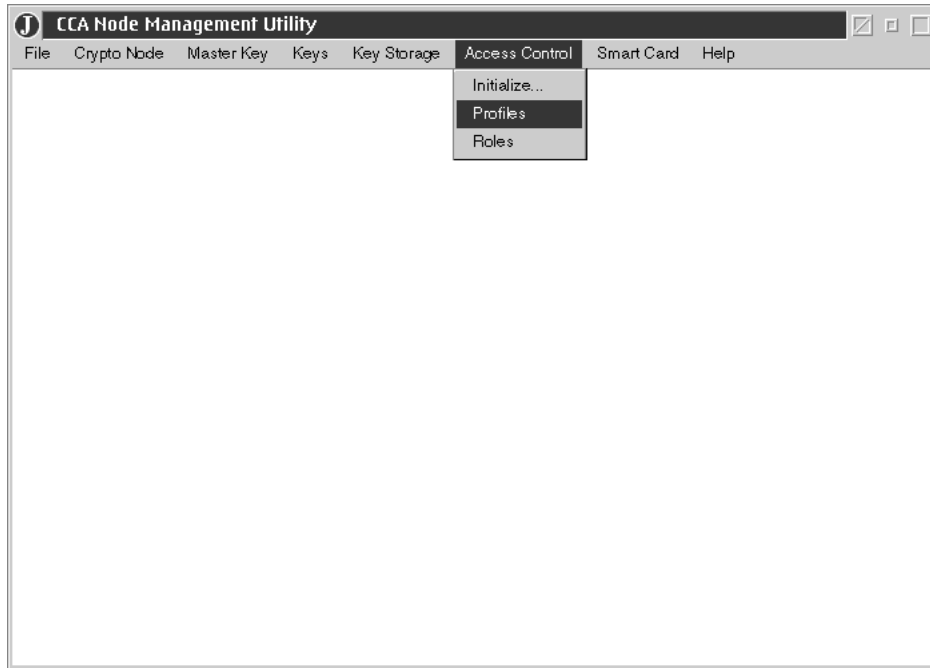 J CCA Node Management Utility
File Crypto Node Master Key Keys Key Storage Access Control Smart Card Help
Initialize...
Profiles
Roles